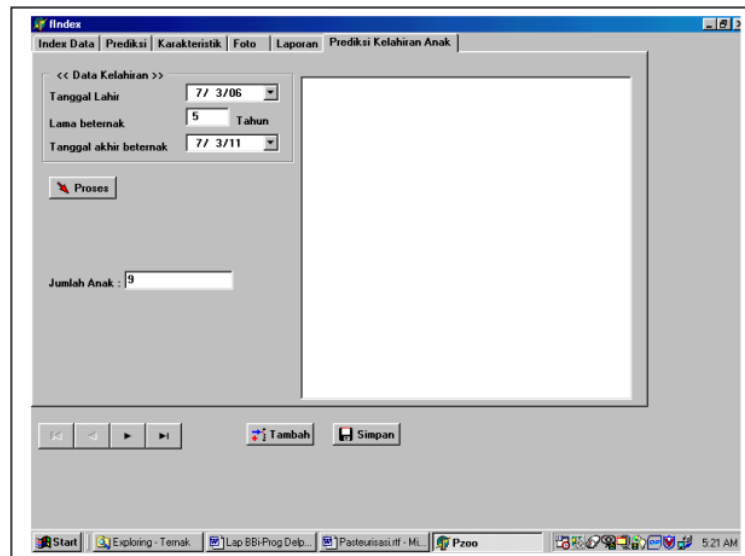 fIndex
Index Data Prediksi Karakteristik Foto Laporan Prediksi Kelahiran Anak
<< Data Kelahiran >>
Tanggal Lahir 7/ 3/06
Lama beternak 5 Tahun
Tanggal akhir beternak 7/ 3/11
Proses
Jumlah Anak : 9
Tambah Simpan
Start Exploring - Ternak Lap BBi-Prog Delp... Pasteurisasi.rtf - Mi... Pzoo 5:21 AM